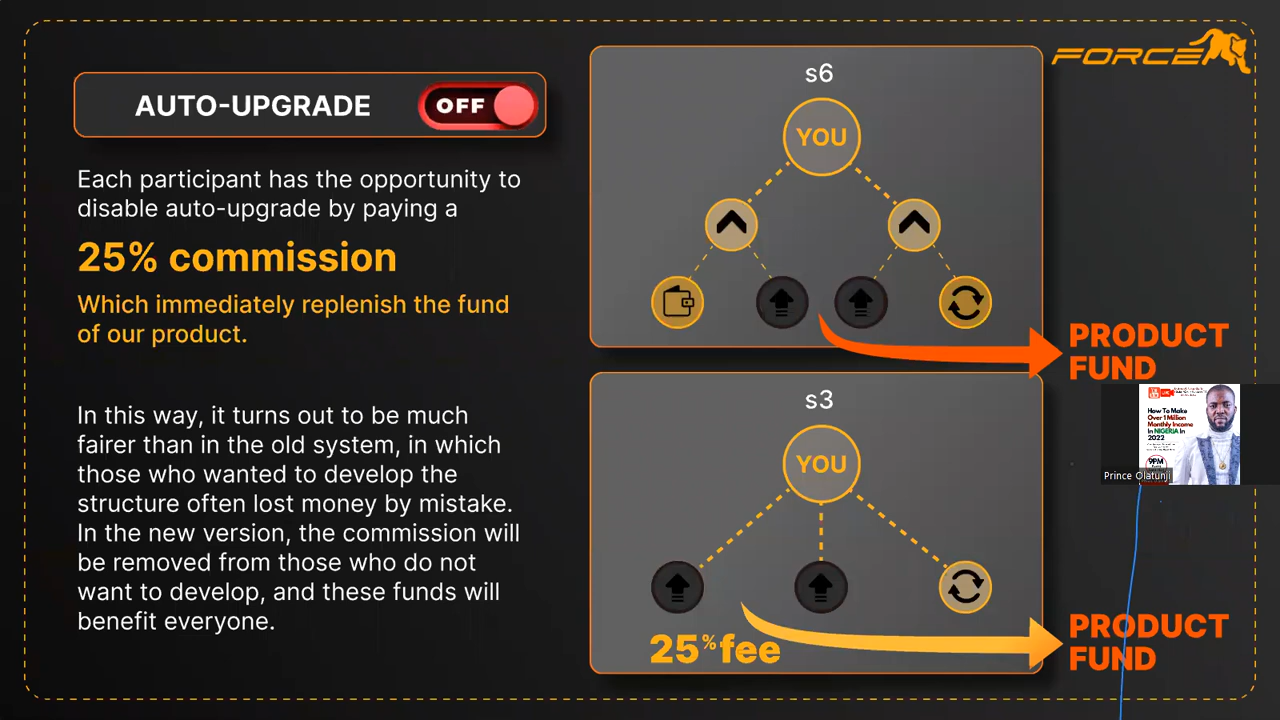 AUTO-UPGRADE
OFF
Each participant has the opportunity to
disable auto-upgrade by paying a
25% commission
Which immediately replenish the fund
of our product.
In this way, it turns out to be much
fairer than in the old system, in which
those who wanted to develop the
structure often lost money by mistake.
In the new version, the commission will
be removed from those who do not
want to develop, and these funds will
benefit everyone.
s6
YOU
FORCE
PRODUCT
FUND
s3
YOU
25% fee
PRODUCT
FUND
How To Make
Over 1 Million
Monthly Income
In NIGERIA In
2022
9PM
Prince Olatunji